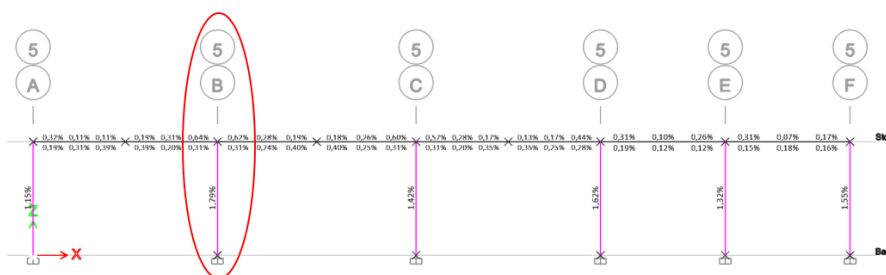 5 5 5 5 5 5
A B C D E F
0,32% 0,11% 0,11% 0,19% 0,31% 0,64% 0,62% 0,28% 0,19% 0,18% 0,26% 0,60% 0,57% 0,28% 0,17% 0,13% 0,17% 0,44% 0,31% 0,10% 0,26% 0,31% 0,07% 0,17% Sto
0,19% 0,31% 0,39% 0,39% 0,20% 0,31% 0,31% 0,24% 0,40% 0,40% 0,25% 0,31% 0,31% 0,20% 0,35% 0,35% 0,25% 0,28% 0,19% 0,12% 0,12% 0,15% 0,18% 0,16%
1,15% 1,79% 1,42% 1,62% 1,32% 1,55%
Z
X Ba